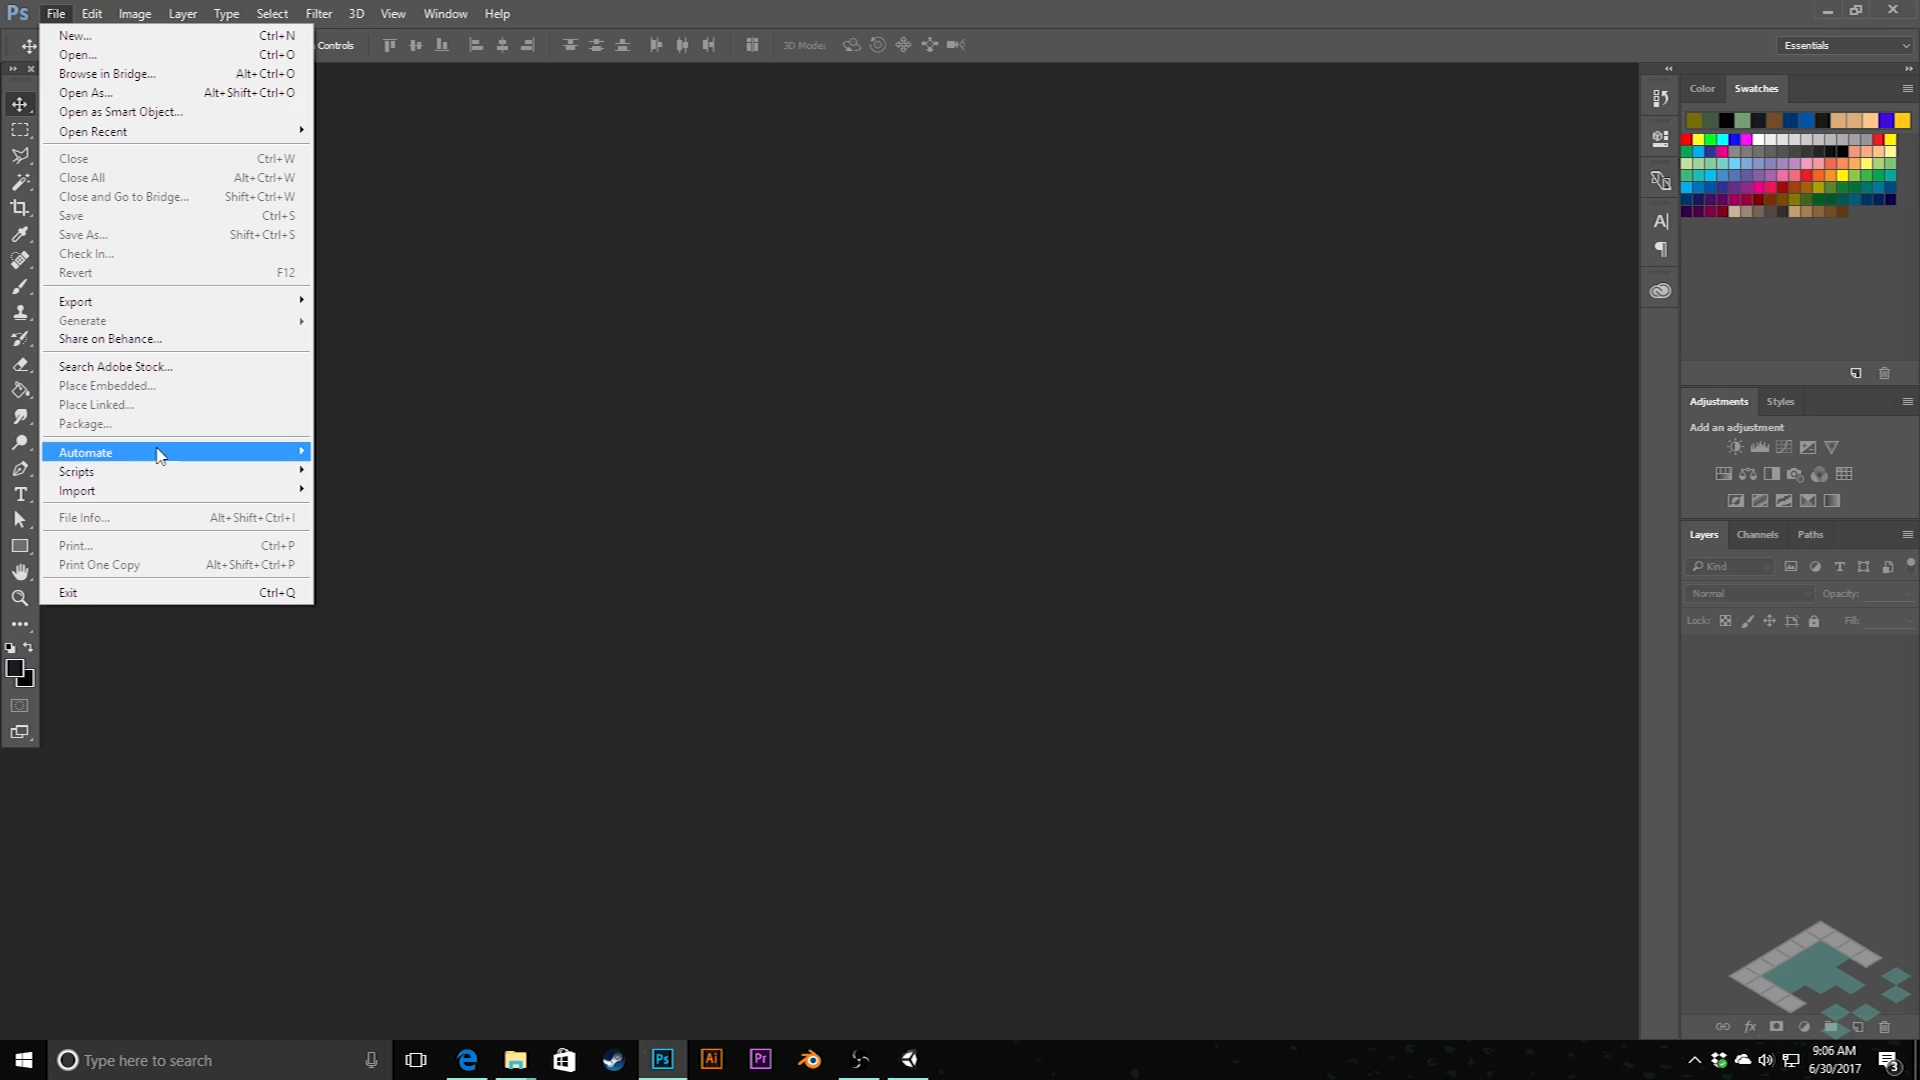 Ps File Edit Image Layer Type Select Filter 3D View Window Help
Controls 3D Mode: Essentials
New... Ctrl+N
Open... Ctrl+O
Browse in Bridge... Alt+Ctrl+O
Open As... Alt+Shift+Ctrl+O
Open as Smart Object...
Open Recent
Close Ctrl+W
Close All Alt+Ctrl+W
Close and Go to Bridge... Shift+Ctrl+W
Save Ctrl+S
Save As... Shift+Ctrl+S
Check In...
Revert F12
Export
Generate
Share on Behance...
Search Adobe Stock...
Place Embedded...
Place Linked...
Package...
Automate
Scripts
Import
File Info... Alt+Shift+Ctrl+I
Print... Ctrl+P
Print One Copy Alt+Shift+Ctrl+P
Exit Ctrl+Q
Color Swatches
Adjustments Styles
Add an adjustment
Layers Channels Paths
Kind
Normal Opacity:
Lock: Fill:
fx
Type here to search
Ps Ai Pr
9:06 AM
6/30/2017
3